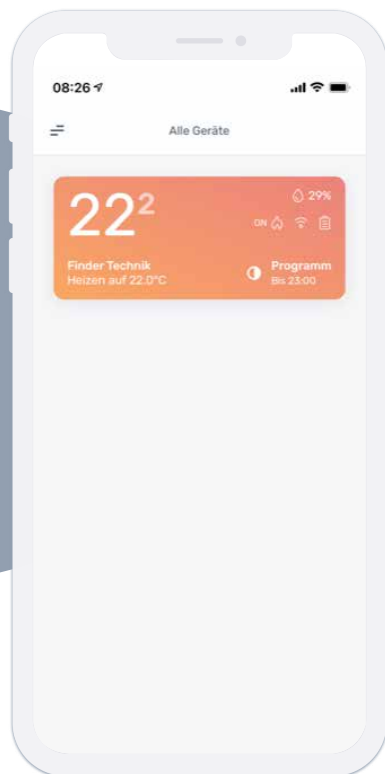 08:26
Alle Geräte
22²
29%
ON
Finder Technik
Heizen auf 22.0°C
Programm
Bis 23:00